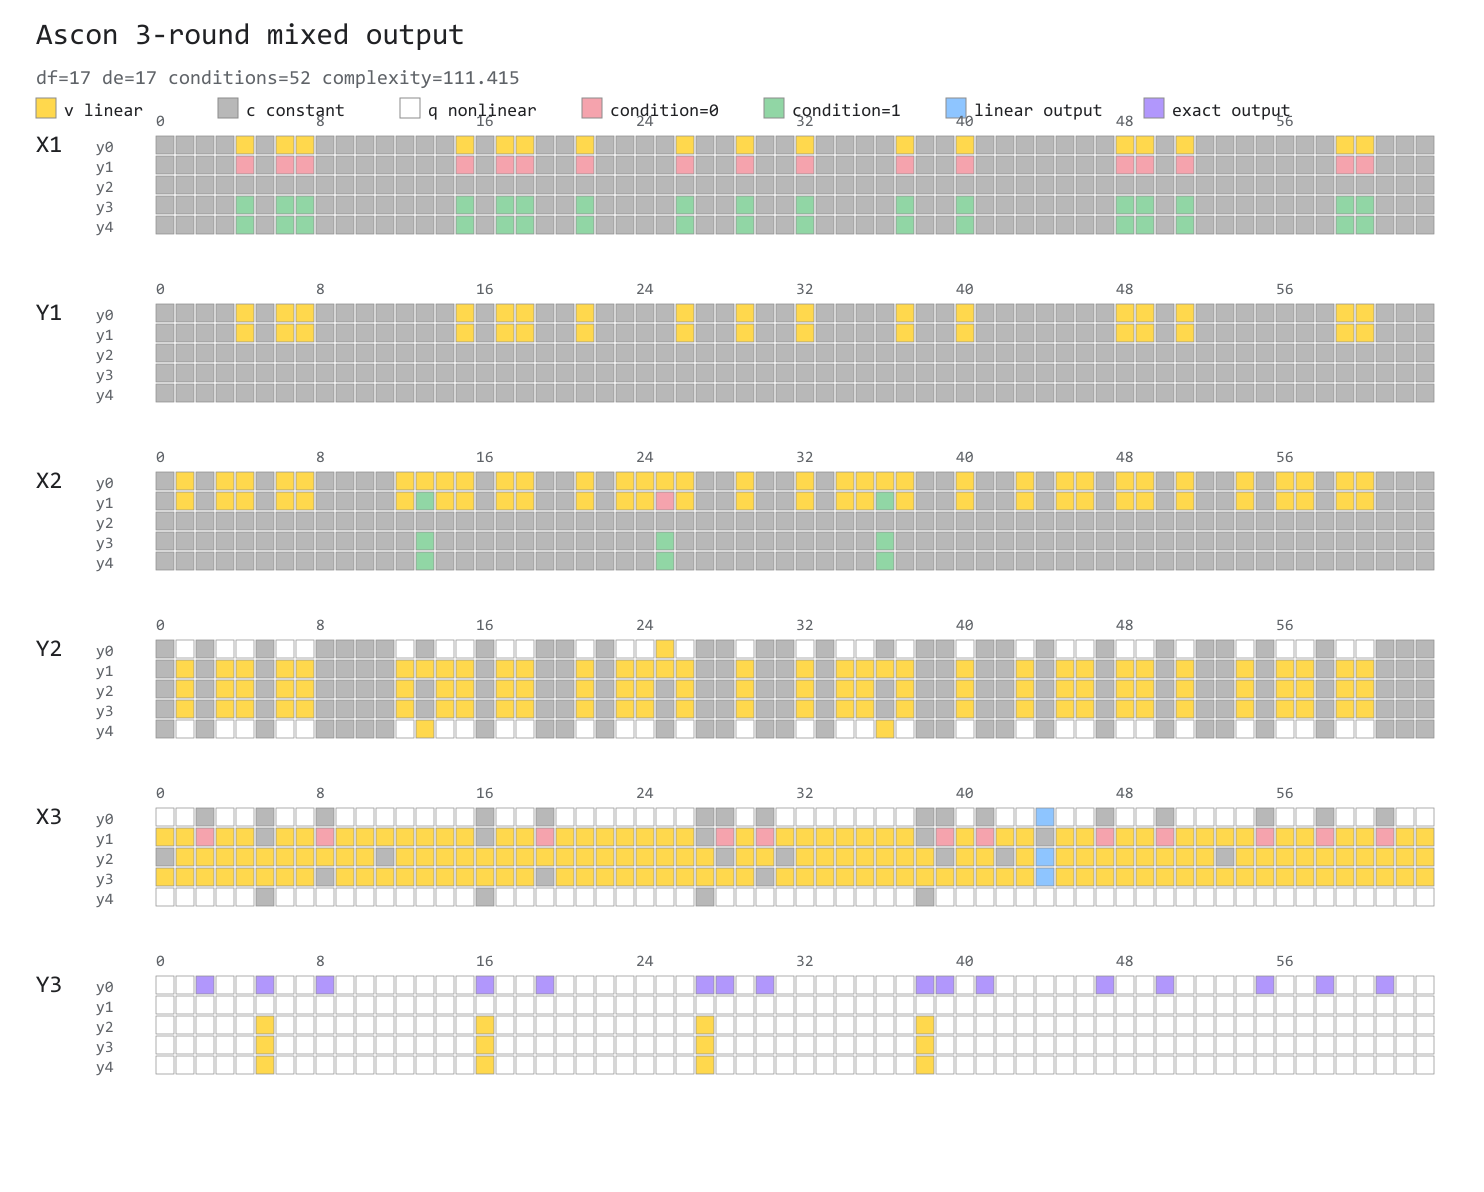 Ascon 3-round mixed output
df=17 de=17 conditions=52 complexity=111.415
v linear c constant q nonlinear condition=0 condition=1 linear output exact output
0 16 24 32 40 48 56
X1 y0
y1
y2
y3
y4
0 8 16 24 32 40 48 56
Y1 y0
y1
y2
y3
y4
0 8 16 24 32 40 48 56
X2 y0
y1
y2
y3
y4
0 8 16 24 32 40 48 56
Y2 y0
y1
y2
y3
y4
0 8 16 24 32 40 48 56
X3 y0
y1
y2
y3
y4
0 8 16 24 32 40 48 56
Y3 y0
y1
y2
y3
y4